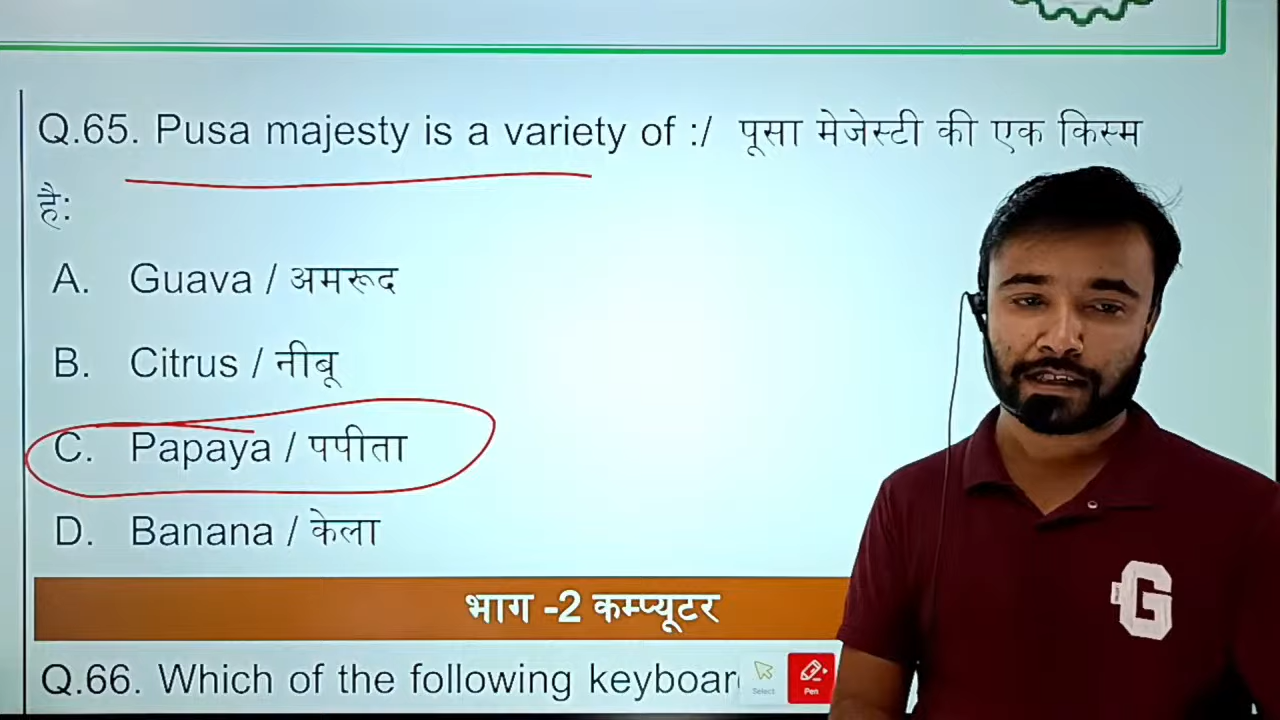 Q.65. Pusa majesty is a variety of :/ पूसा मेजेस्टी की एक किस्म
है:
A. Guava / अमरूद
B. Citrus / नीबू
C. Papaya / पपीता
D. Banana / केला
भाग -2 कम्प्यूटर
Q.66. Which of the following keyboar
Select
Pen
G